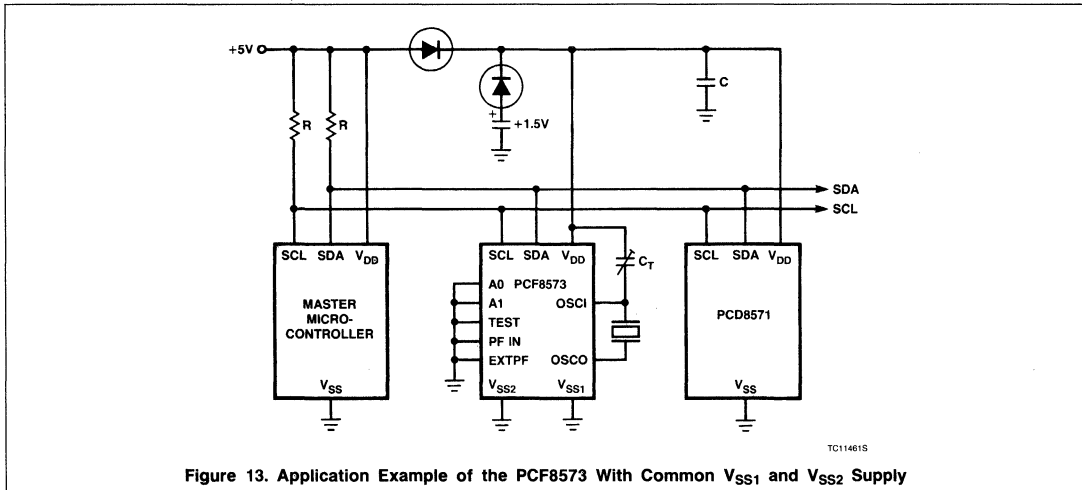 +5V
C
+
+1.5V
R
R
SDA
SCL
SCL SDA VDD
MASTER
MICRO-
CONTROLLER
VSS
SCL SDA VDD
CT
A0 PCF8573
A1 OSCI
TEST
PF IN
EXTPF OSCO
VSS2 VSS1
SCL SDA VDD
PCD8571
VSS
TC11461S
Figure 13. Application Example of the PCF8573 With Common VSS1 and VSS2 Supply